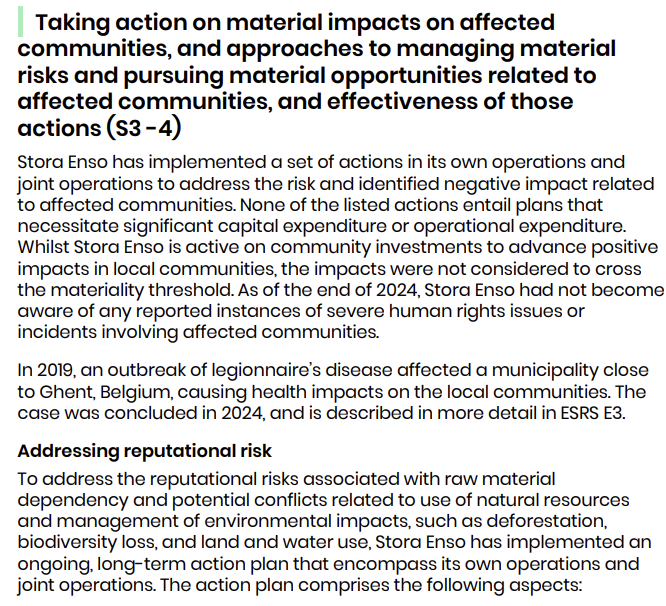 Taking action on material impacts on affected
communities, and approaches to managing material
risks and pursuing material opportunities related to
affected communities, and effectiveness of those
actions (S3 -4)
Stora Enso has implemented a set of actions in its own operations and
joint operations to address the risk and identified negative impact related
to affected communities. None of the listed actions entail plans that
necessitate significant capital expenditure or operational expenditure.
Whilst Stora Enso is active on community investments to advance positive
impacts in local communities, the impacts were not considered to cross
the materiality threshold. As of the end of 2024, Stora Enso had not become
aware of any reported instances of severe human rights issues or
incidents involving affected communities.
In 2019, an outbreak of legionnaire's disease affected a municipality close
to Ghent, Belgium, causing health impacts on the local communities. The
case was concluded in 2024, and is described in more detail in ESRS E3.
Addressing reputational risk
To address the reputational risks associated with raw material
dependency and potential conflicts related to use of natural resources
and management of environmental impacts, such as deforestation,
biodiversity loss, and land and water use, Stora Enso has implemented an
ongoing, long-term action plan that encompass its own operations and
joint operations. The action plan comprises the following aspects: